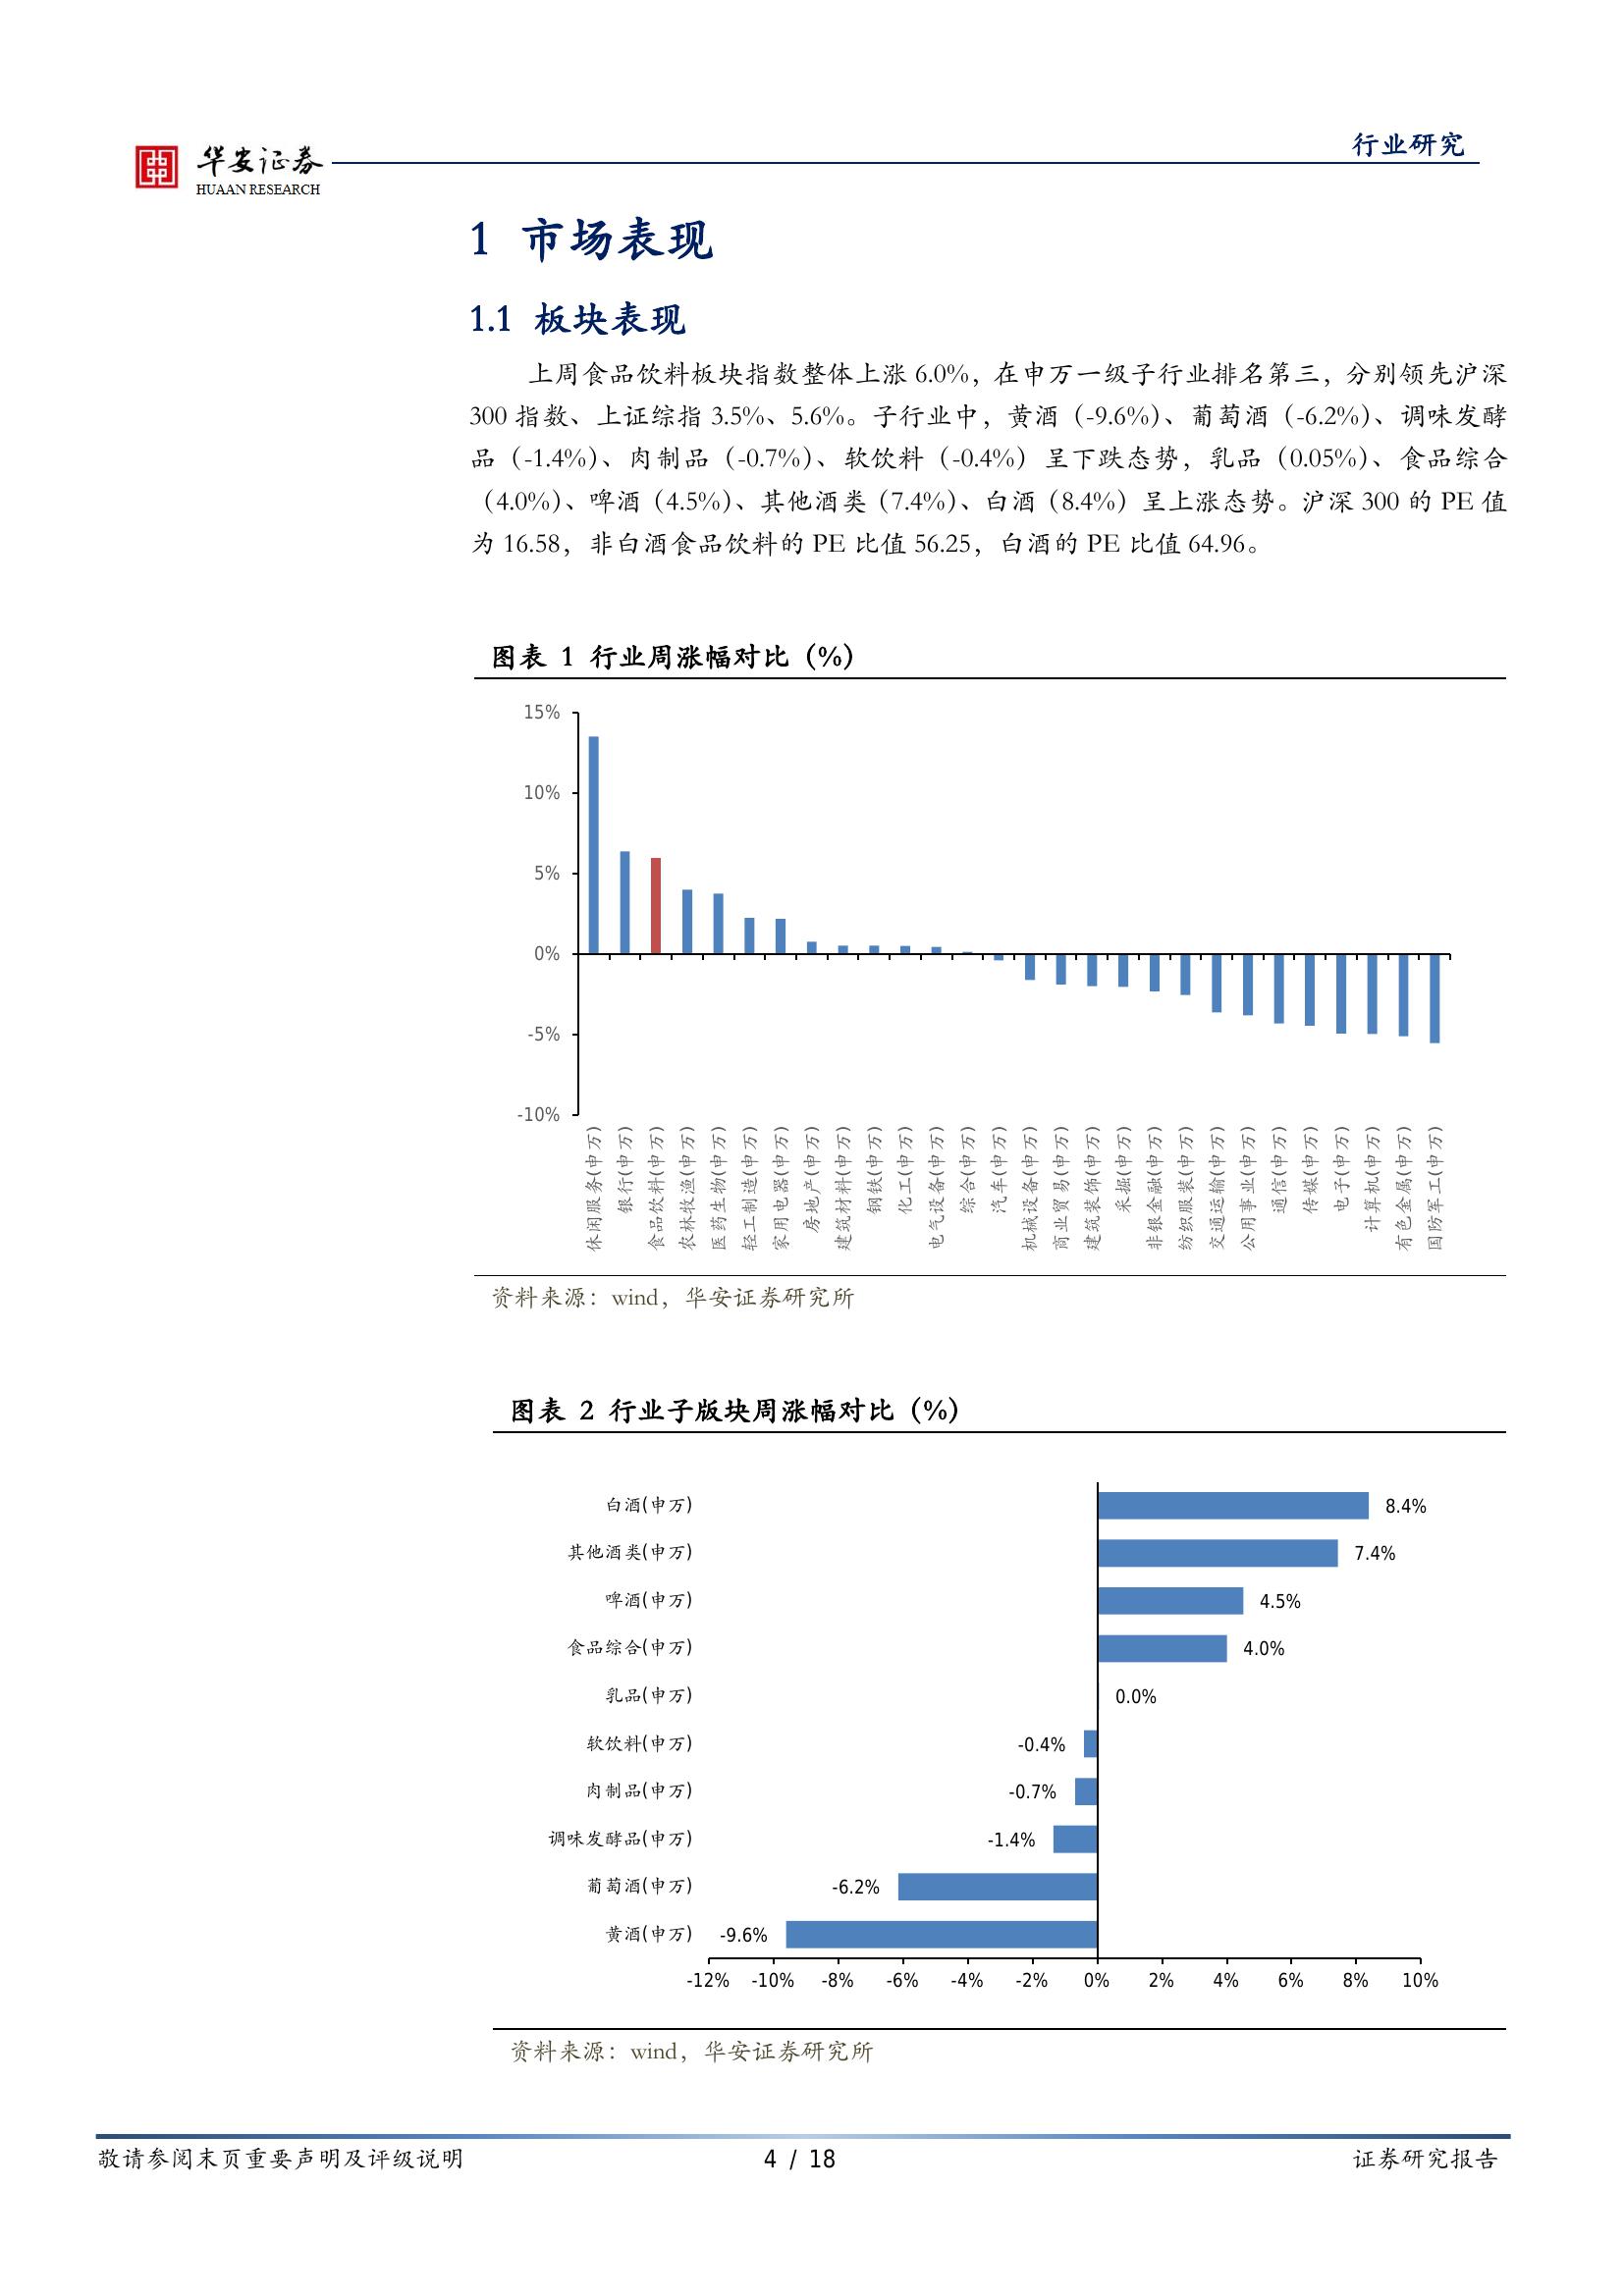 华安证券
HUAAN RESEARCH
行业研究
1 市场表现
1.1 板块表现
上周食品饮料板块指数整体上涨 6.0%，在申万一级子行业排名第三，分别领先沪深
300 指数、上证综指 3.5%、5.6%。子行业中，黄酒（-9.6%）、葡萄酒（-6.2%）、调味发酵
品（-1.4%）、肉制品（-0.7%）、软饮料（-0.4%）呈下跌态势，乳品（0.05%）、食品综合
（4.0%）、啤酒（4.5%）、其他酒类（7.4%）、白酒（8.4%）呈上涨态势。沪深 300 的 PE 值
为 16.58，非白酒食品饮料的 PE 比值 56.25，白酒的 PE 比值 64.96。
图表 1 行业周涨幅对比（%）
15%
10%
5%
0%
-5%
-10%
休闲服务(申万)
银行(申万)
食品饮料(申万)
农林牧渔(申万)
医药生物(申万)
轻工制造(申万)
家用电器(申万)
房地产(申万)
建筑材料(申万)
钢铁(申万)
化工(申万)
电气设备(申万)
综合(申万)
汽车(申万)
机械设备(申万)
商业贸易(申万)
建筑装饰(申万)
采掘(申万)
非银金融(申万)
纺织服装(申万)
交通运输(申万)
公用事业(申万)
通信(申万)
传媒(申万)
电子(申万)
计算机(申万)
有色金属(申万)
国防军工(申万)
资料来源：wind，华安证券研究所
图表 2 行业子版块周涨幅对比（%）
白酒(申万) 8.4%
其他酒类(申万) 7.4%
啤酒(申万) 4.5%
食品综合(申万) 4.0%
乳品(申万) 0.0%
软饮料(申万) -0.4%
肉制品(申万) -0.7%
调味发酵品(申万) -1.4%
葡萄酒(申万) -6.2%
黄酒(申万) -9.6%
-12% -10% -8% -6% -4% -2% 0% 2% 4% 6% 8% 10%
资料来源：wind，华安证券研究所
敬请参阅末页重要声明及评级说明 4 / 18 证券研究报告